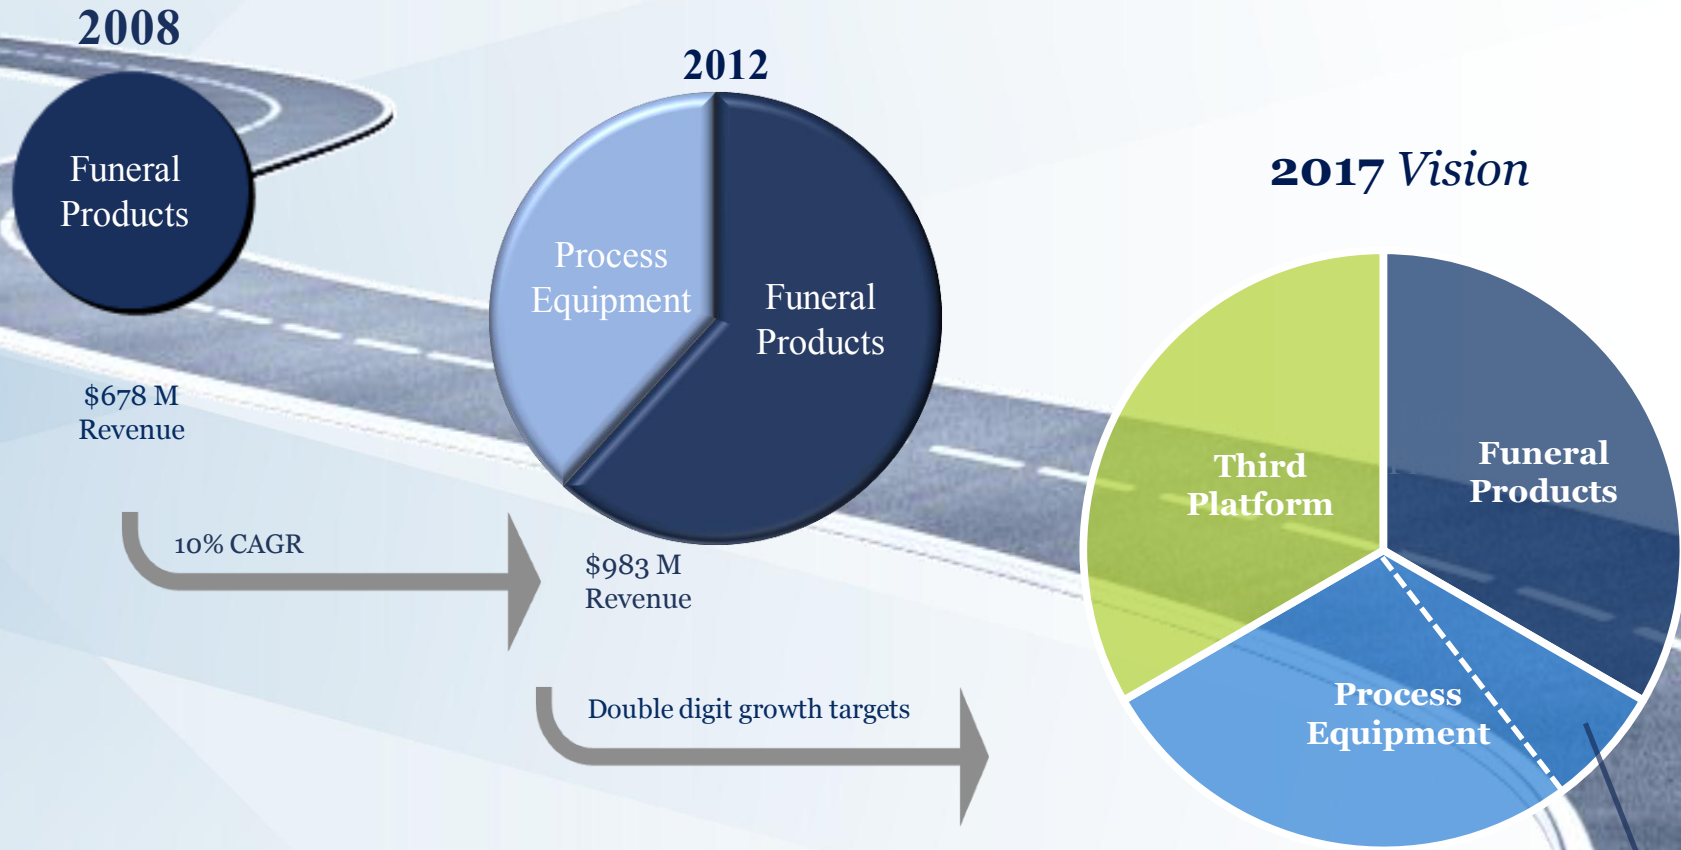 2008
Funeral
Products
$678 M
Revenue
10% CAGR
2012
Process
Equipment
Funeral
Products
$983 M
Revenue
Double digit growth targets
2017 Vision
Third
Platform
Funeral
Products
Process
Equipment